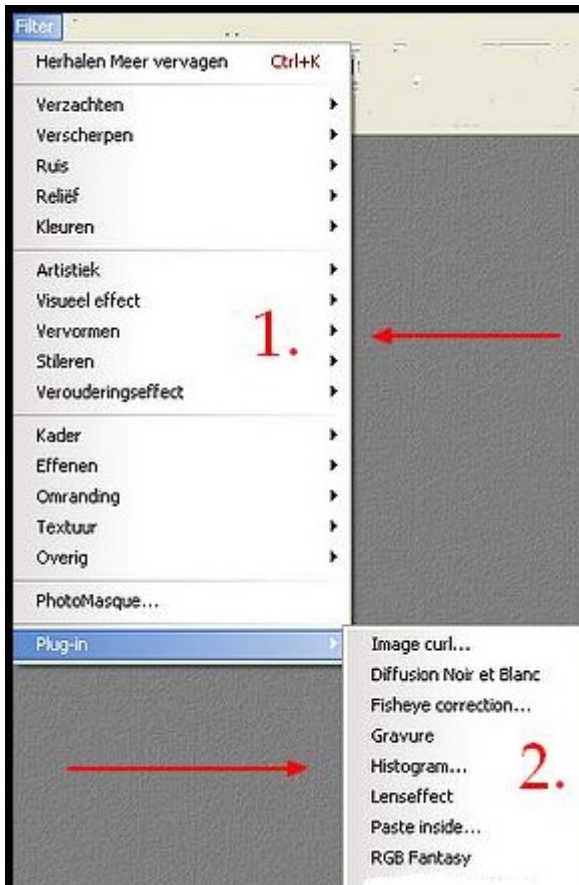 Filter
Herhalen Meer vervagen Ctrl+K
Verzachten
Verscherpen
Ruis
Reliëf
Kleuren
Artistiek
Visueel effect
Vervormen
Stileren
Verouderingseffect
1.
Kader
Effenen
Omranding
Textuur
Overig
PhotoMasque...
Plug-in
Image curl...
Diffusion Noir et Blanc
Fisheye correction...
Gravure
Histogram...
Lenseffect
Paste inside...
RGB Fantasy
2.